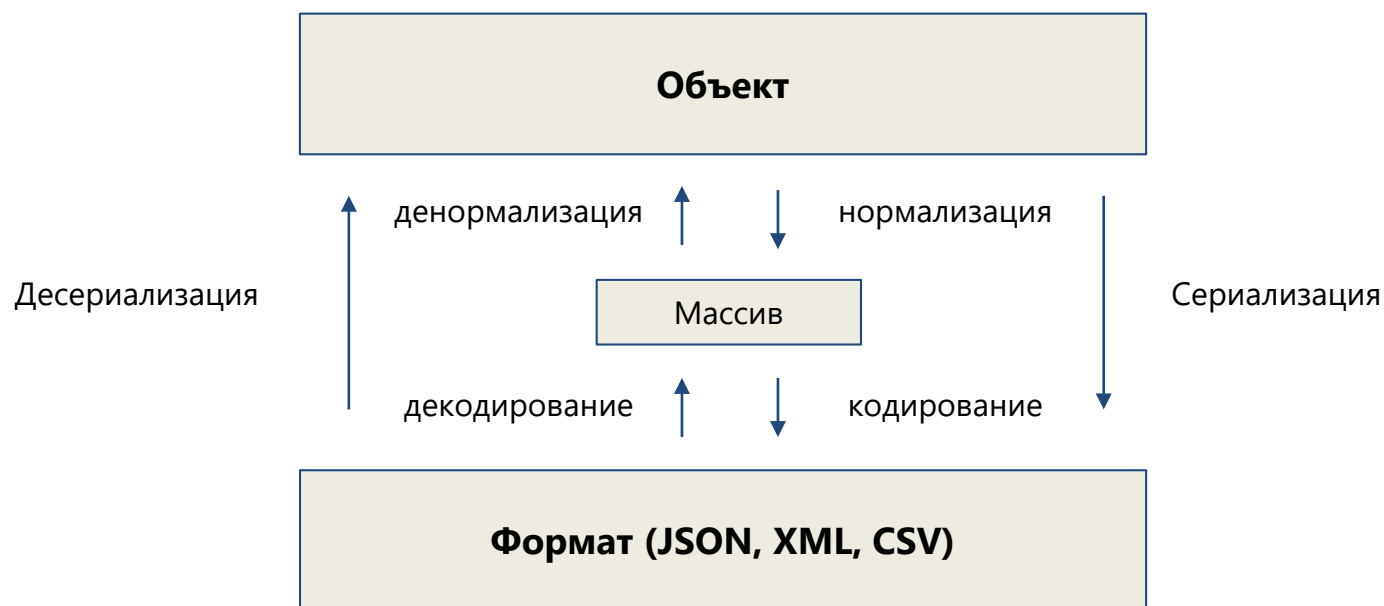 Объект
денормализация
нормализация
Десериализация
Массив
Сериализация
декодирование
кодирование
Формат (JSON, XML, CSV)